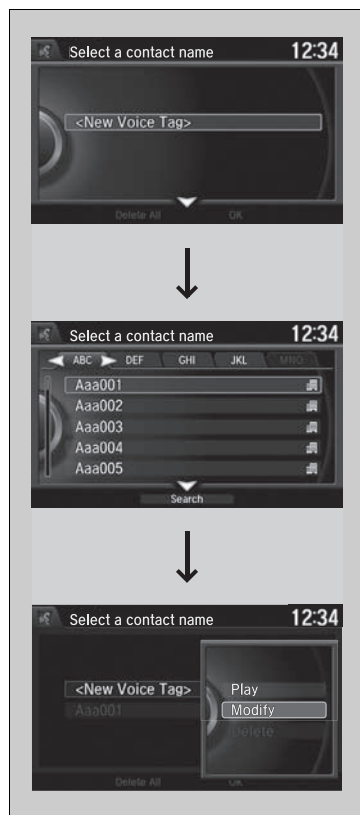 Select a contact name 12:34
<New Voice Tag>
Delete All OK
Select a contact name 12:34
ABC DEF GHI JKL MNO
Aaa001
Aaa002
Aaa003
Aaa004
Aaa005
Search
Select a contact name 12:34
<New Voice Tag> Play
Aaa001 Modify
Delete
Delete All OK